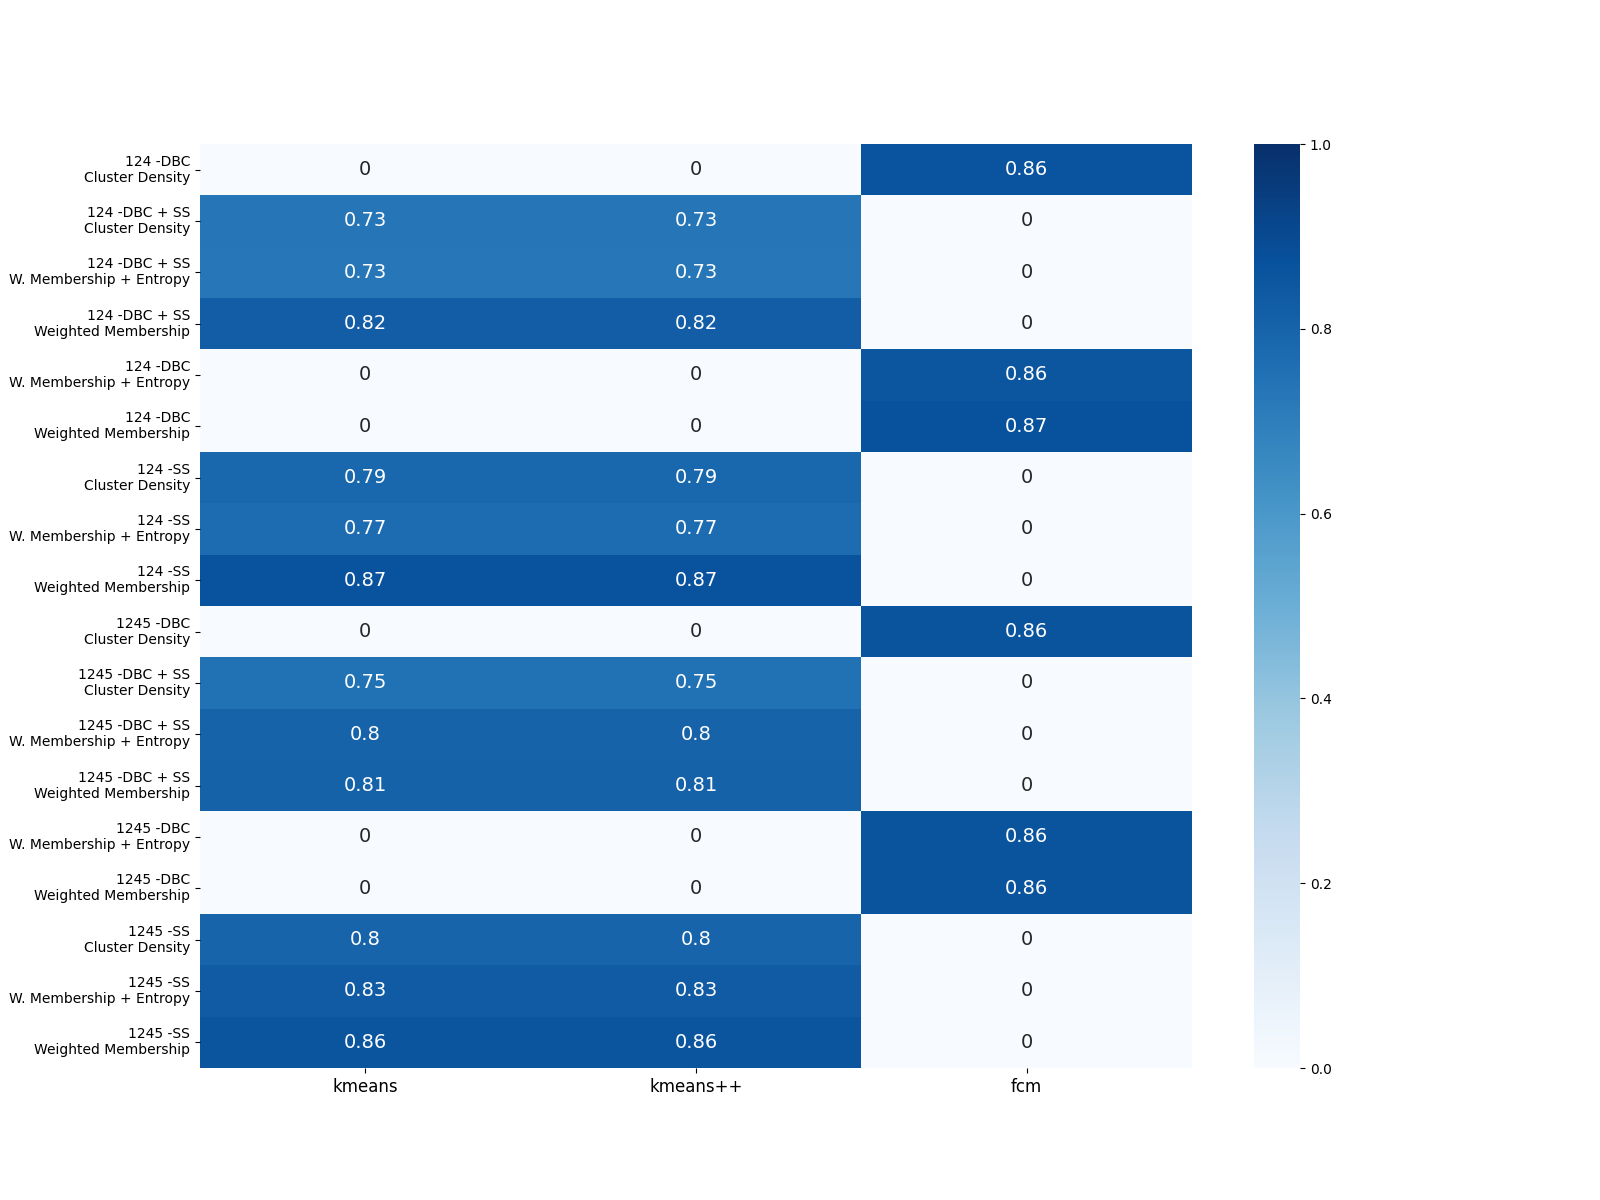 124 -DBC
Cluster Density
0 0 0.86
124 -DBC + SS
Cluster Density
0.73 0.73 0
124 -DBC + SS
W. Membership + Entropy
0.73 0.73 0
124 -DBC + SS
Weighted Membership
0.82 0.82 0
124 -DBC
W. Membership + Entropy
0 0 0.86
124 -DBC
Weighted Membership
0 0 0.87
124 -SS
Cluster Density
0.79 0.79 0
124 -SS
W. Membership + Entropy
0.77 0.77 0
124 -SS
Weighted Membership
0.87 0.87 0
1245 -DBC
Cluster Density
0 0 0.86
1245 -DBC + SS
Cluster Density
0.75 0.75 0
1245 -DBC + SS
W. Membership + Entropy
0.8 0.8 0
1245 -DBC + SS
Weighted Membership
0.81 0.81 0
1245 -DBC
W. Membership + Entropy
0 0 0.86
1245 -DBC
Weighted Membership
0 0 0.86
1245 -SS
Cluster Density
0.8 0.8 0
1245 -SS
W. Membership + Entropy
0.83 0.83 0
1245 -SS
Weighted Membership
0.86 0.86 0
kmeans kmeans++ fcm
1.0
0.8
0.6
0.4
0.2
0.0